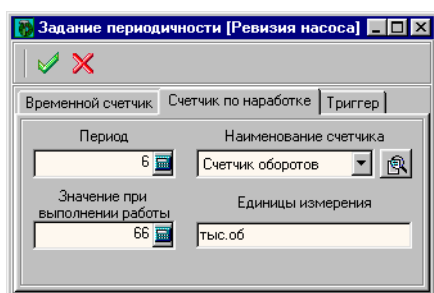 Задание периодичности [Ревизия насоса]
Временной счетчик Счетчик по наработке Триггер
Период Наименование счетчика
6 Счетчик оборотов
Значение при выполнении работы Единицы измерения
66 тыс.об